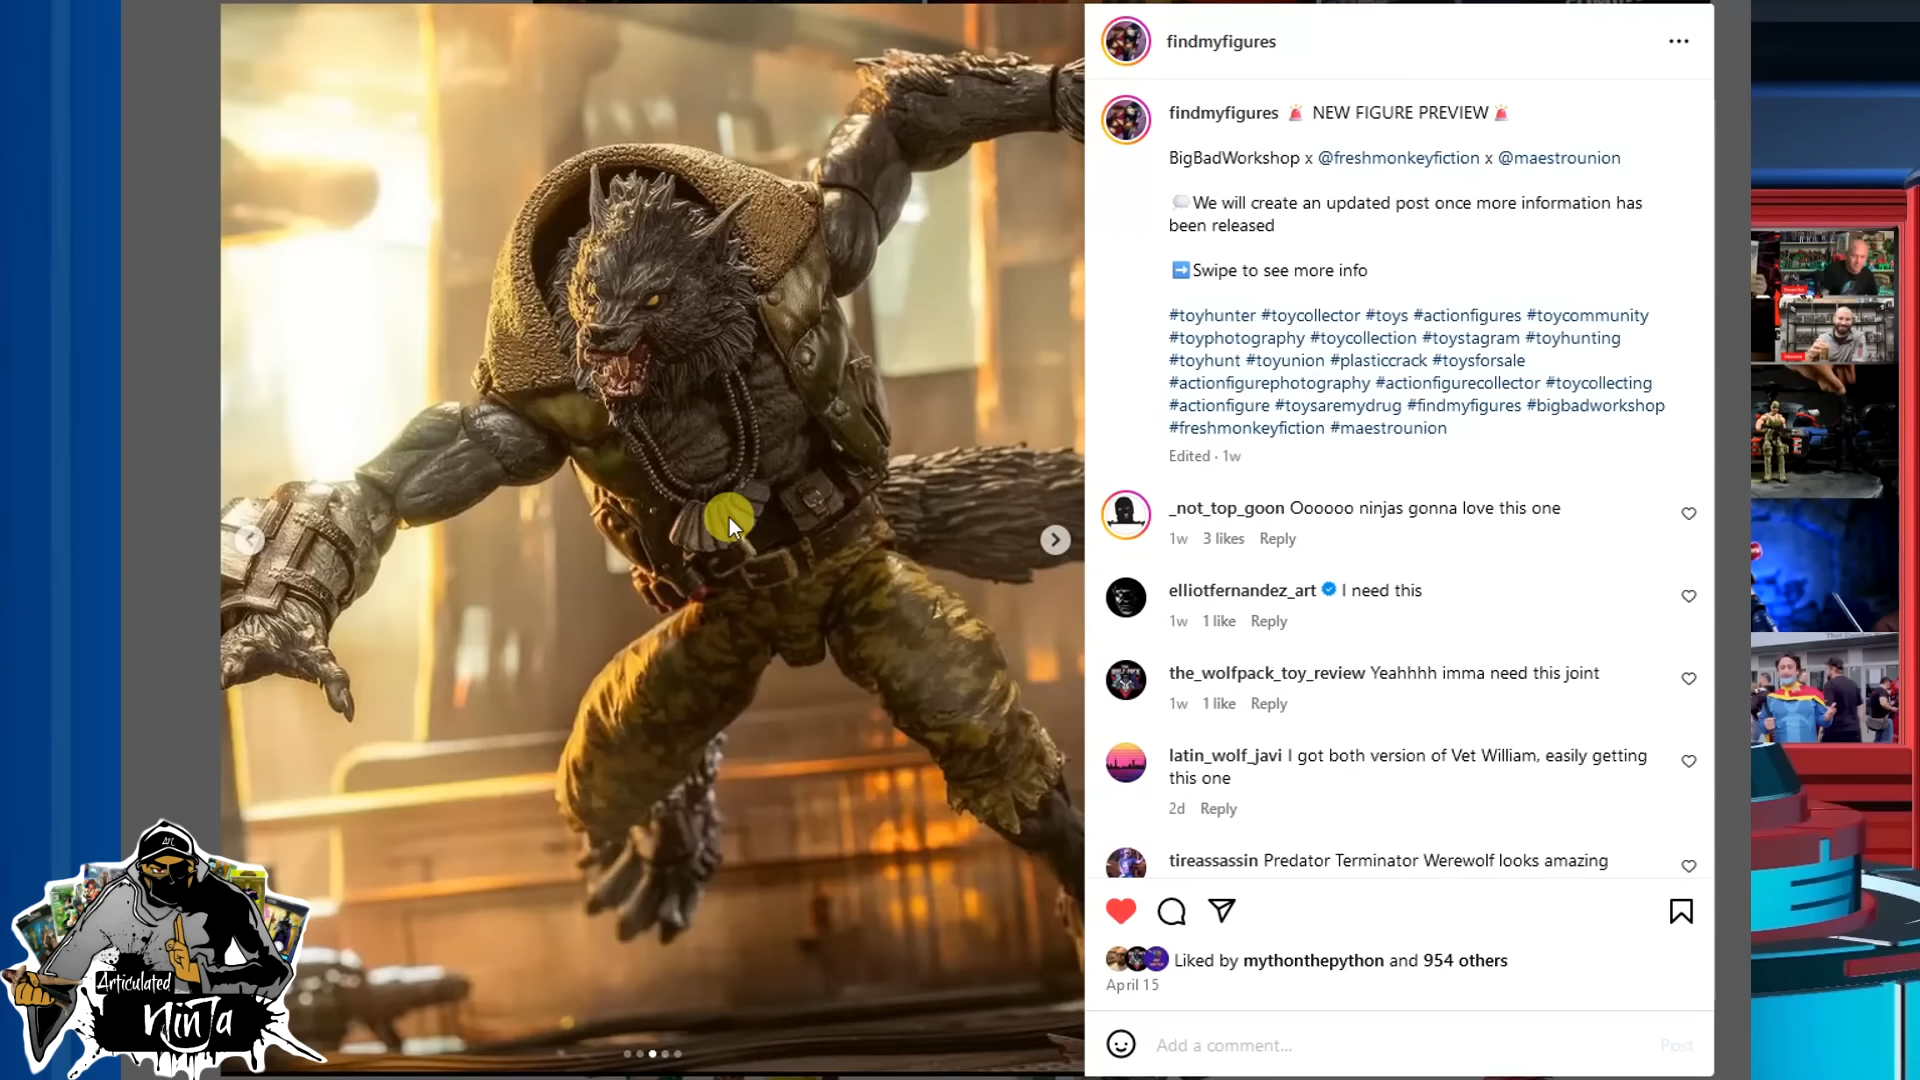 findmyfigures
findmyfigures 🚨 NEW FIGURE PREVIEW 🚨
BigBadWorkshop x @freshmonkeyfiction x @maestrounion
💭We will create an updated post once more information has
been released
➡️Swipe to see more info
#toyhunter #toycollector #toys #actionfigures #toycommunity
#toyphotography #toycollection #toystagram #toyhunting
#toyhunt #toyunion #plasticcrack #toysforsale
#actionfigurephotography #actionfigurecollector #toycollecting
#actionfigure #toysaremydrug #findmyfigures #bigbadworkshop
#freshmonkeyfiction #maestrounion
Edited · 1w
_not_top_goon Oooooo ninjas gonna love this one
1w 3 likes Reply
elliotfernandez_art I need this
1w 1 like Reply
the_wolfpack_toy_review Yeahhhh imma need this joint
1w 1 like Reply
latin_wolf_javi I got both version of Vet William, easily getting
this one
2d Reply
tireassassin Predator Terminator Werewolf looks amazing
Liked by mythonthepython and 954 others
April 15
Add a comment...
Post
Articulated
NinJa